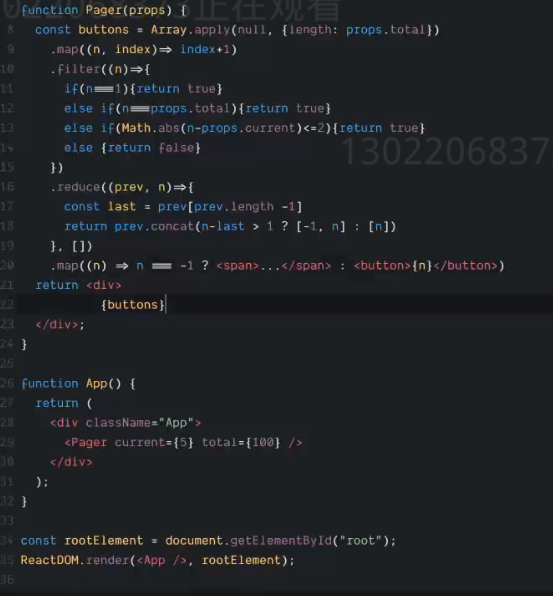 0220683 正在观看
function Pager(props) {
8 const buttons = Array.apply(null, {length: props.total})
9 .map((n, index)=> index+1)
10 .filter((n)=>{
11 if(n===1){return true}
12 else if(n===props.total){return true}
13 else if(Math.abs(n-props.current)<=2){return true}
14 else {return false}
15 })
1302206837
16 .reduce((prev, n)=>{
17 const last = prev[prev.length -1]
18 return prev.concat(n-last > 1 ? [-1, n] : [n])
19 }, [])
20 .map((n) => n === -1 ? <span>...</span> : <button>{n}</button>)
21 return <div>
22 {buttons}
23 </div>;
24 }
25
26 function App() {
27 return (
28 <div className="App">
29 <Pager current={5} total={100} />
30 </div>
31 );
32 }
33
34 const rootElement = document.getElementById("root");
35 ReactDOM.render(<App />, rootElement);
36